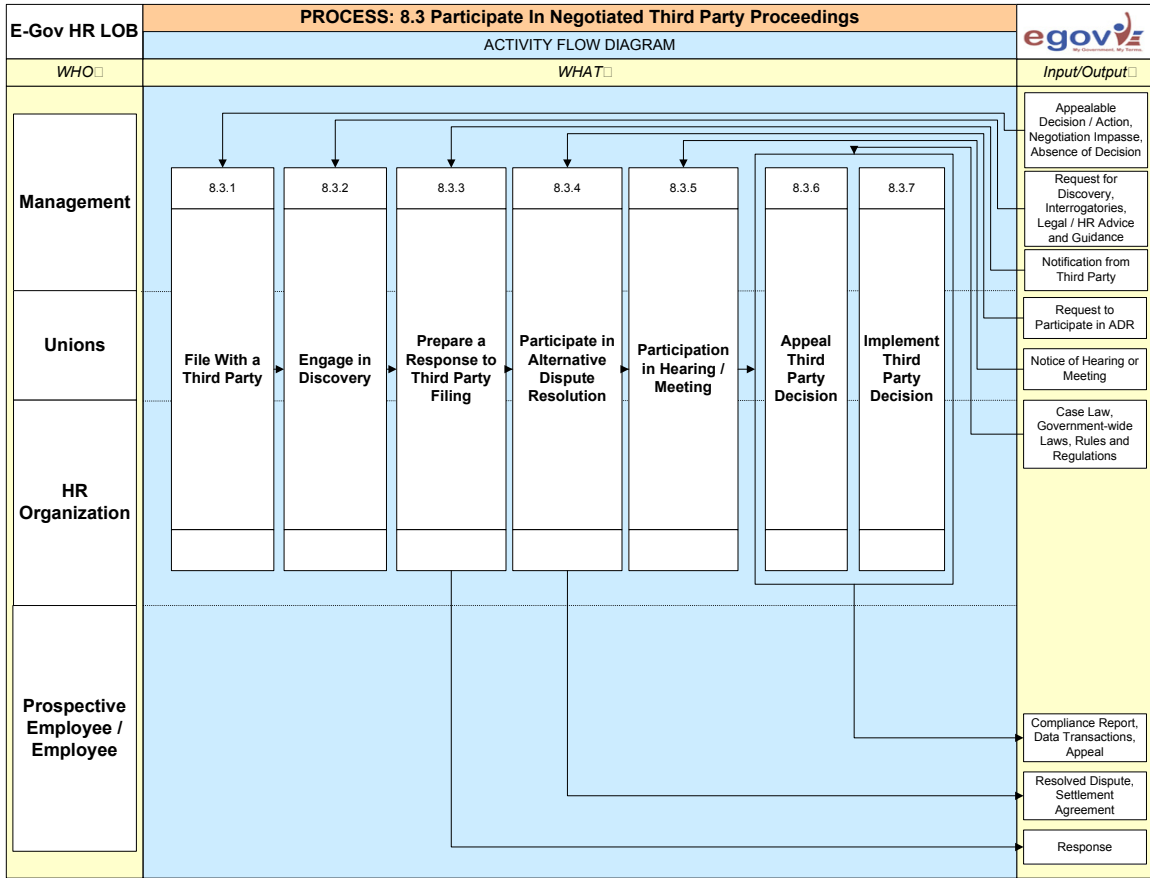 E-Gov HR LOB
PROCESS: 8.3 Participate In Negotiated Third Party Proceedings
ACTIVITY FLOW DIAGRAM
egov
My Government. My Terms.
WHO□
WHAT□
Input/Output□
Management
Unions
HR
Organization
Prospective
Employee /
Employee
8.3.1
File With a
Third Party
8.3.2
Engage in
Discovery
8.3.3
Prepare a
Response to
Third Party
Filing
8.3.4
Participate in
Alternative
Dispute
Resolution
8.3.5
Participation
in Hearing /
Meeting
8.3.6
Appeal
Third
Party
Decision
8.3.7
Implement
Third
Party
Decision
Appealable
Decision / Action,
Negotiation Impasse,
Absence of Decision
Request for
Discovery,
Interrogatories,
Legal / HR Advice
and Guidance
Notification from
Third Party
Request to
Participate in ADR
Notice of Hearing or
Meeting
Case Law,
Government-wide
Laws, Rules and
Regulations
Compliance Report,
Data Transactions,
Appeal
Resolved Dispute,
Settlement
Agreement
Response